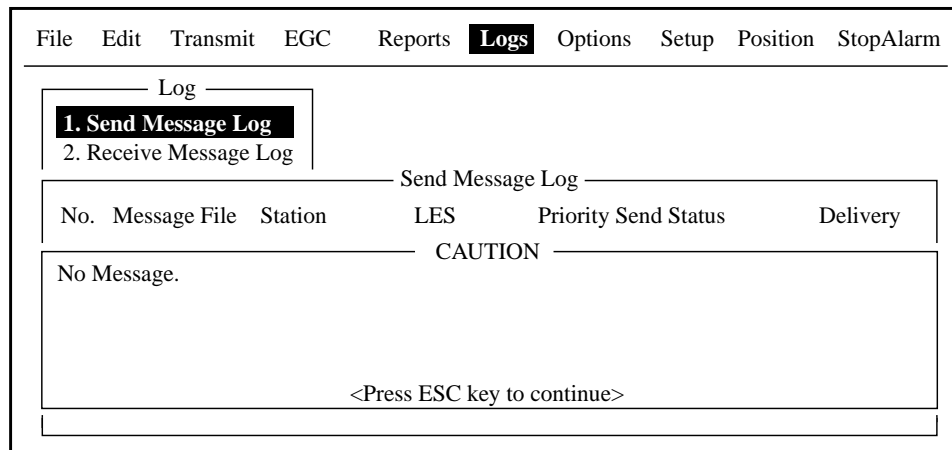 File Edit Transmit EGC Reports Logs Options Setup Position StopAlarm
Log
1. Send Message Log
2. Receive Message Log
Send Message Log
No. Message File Station LES Priority Send Status Delivery
CAUTION
No Message.
<Press ESC key to continue>